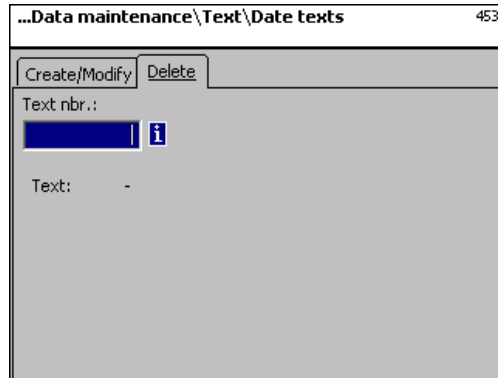 ...Data maintenance\Text\Date texts 453
Create/Modify Delete
Text nbr.:
i
Text: -